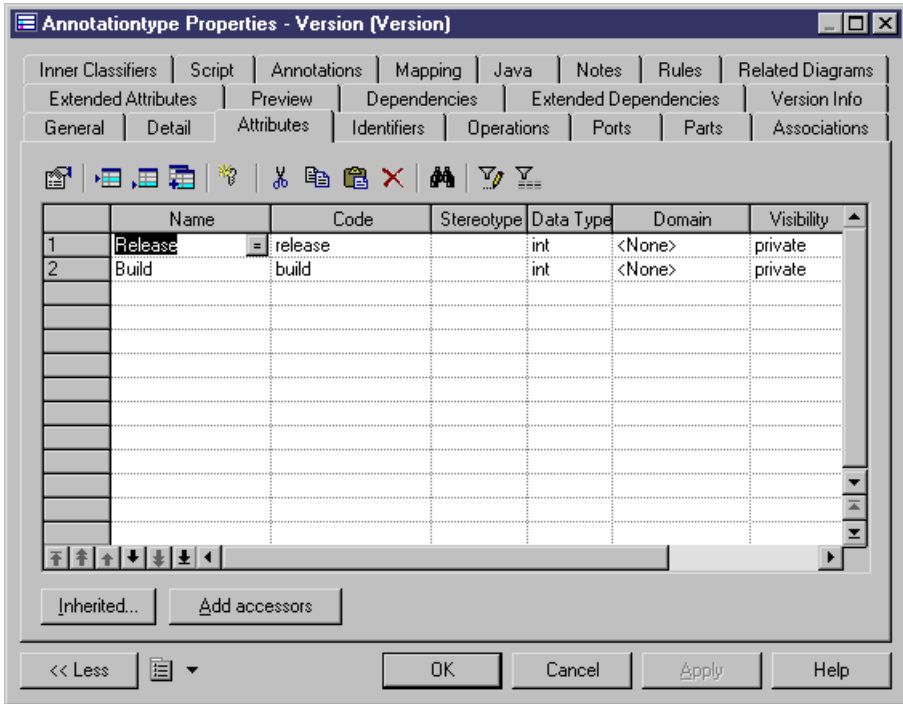 Annotationtype Properties - Version (Version)
Inner Classifiers Script Annotations Mapping Java Notes Rules Related Diagrams
Extended Attributes Preview Dependencies Extended Dependencies Version Info
General Detail Attributes Identifiers Operations Ports Parts Associations
Name Code Stereotype Data Type Domain Visibility
1 Release = release int <None> private
2 Build build int <None> private
Inherited... Add accessors
<< Less OK Cancel Apply Help